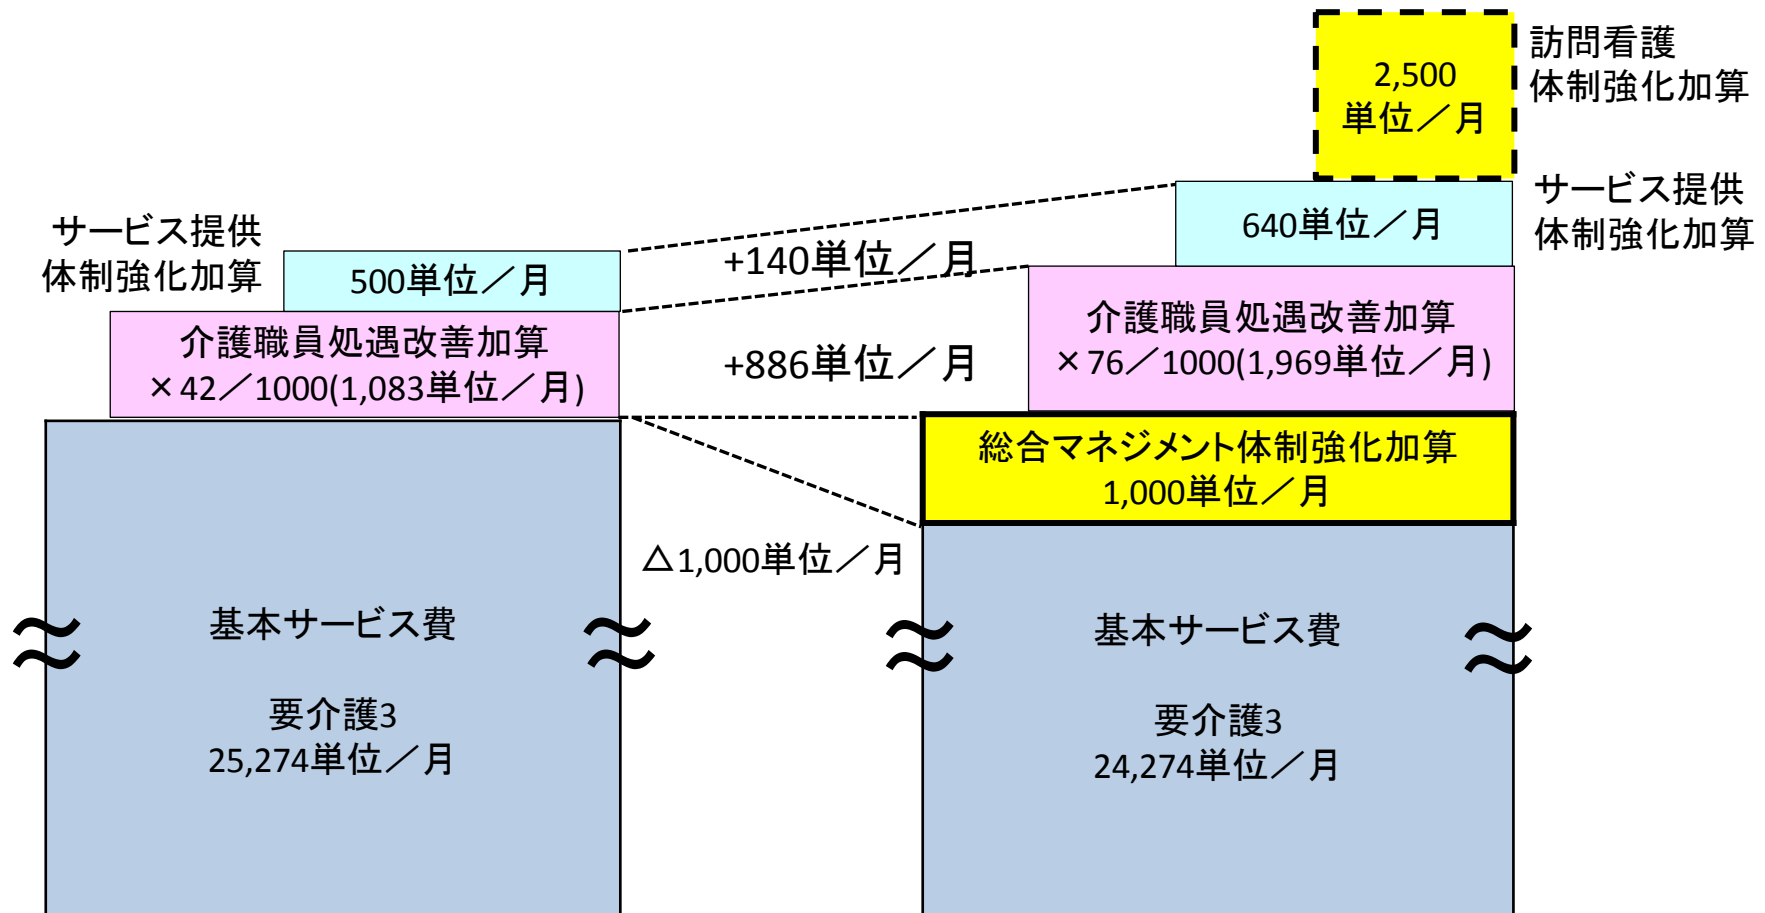 サービス提供
体制強化加算
500単位／月
介護職員処遇改善加算
×42／1000(1,083単位／月)
基本サービス費
要介護3
25,274単位／月
+140単位／月
+886単位／月
△1,000単位／月
2,500
単位／月
訪問看護
体制強化加算
640単位／月
サービス提供
体制強化加算
介護職員処遇改善加算
×76／1000(1,969単位／月)
総合マネジメント体制強化加算
1,000単位／月
基本サービス費
要介護3
24,274単位／月